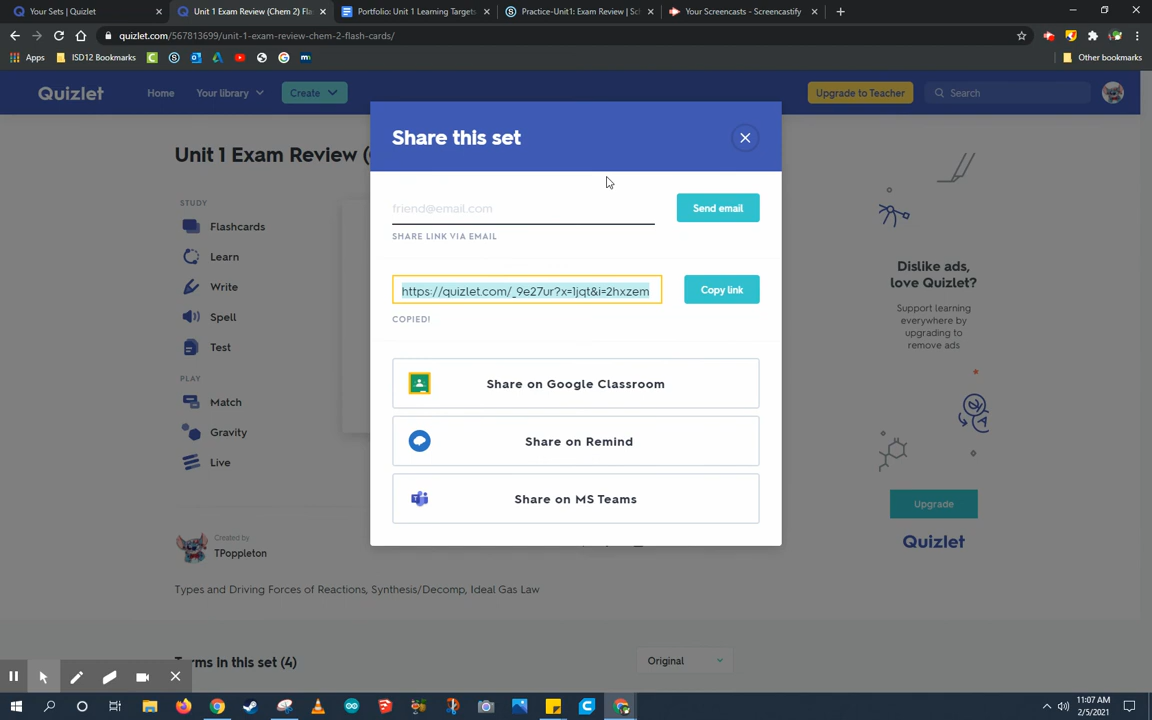 Your Sets | Quizlet
Unit 1 Exam Review (Chem 2) Fla
Portfolio: Unit 1 Learning Targets
Practice-Unit1: Exam Review | Sch
Your Screencasts - Screencastify
quizlet.com/567813699/unit-1-exam-review-chem-2-flash-cards/
Apps
ISD12 Bookmarks
Other bookmarks
Quizlet
Home
Your library
Create
Upgrade to Teacher
Search
Share this set
Unit 1 Exam Review (
STUDY
Flashcards
Learn
Write
Spell
Test
PLAY
Match
Gravity
Live
friend@email.com
Send email
SHARE LINK VIA EMAIL
https://quizlet.com/_9e27ur?x=1jqt&i=2hxzem
Copy link
COPIED!
Share on Google Classroom
Share on Remind
Share on MS Teams
Dislike ads,
love Quizlet?
Support
learning
everywhere by
upgrading to
remove ads
Upgrade
Quizlet
Created by
TPoppleton
Types and Driving Forces of Reactions, Synthesis/Decomp, Ideal Gas Law
Terms in this set (4)
Original
11:07 AM
2/5/2021